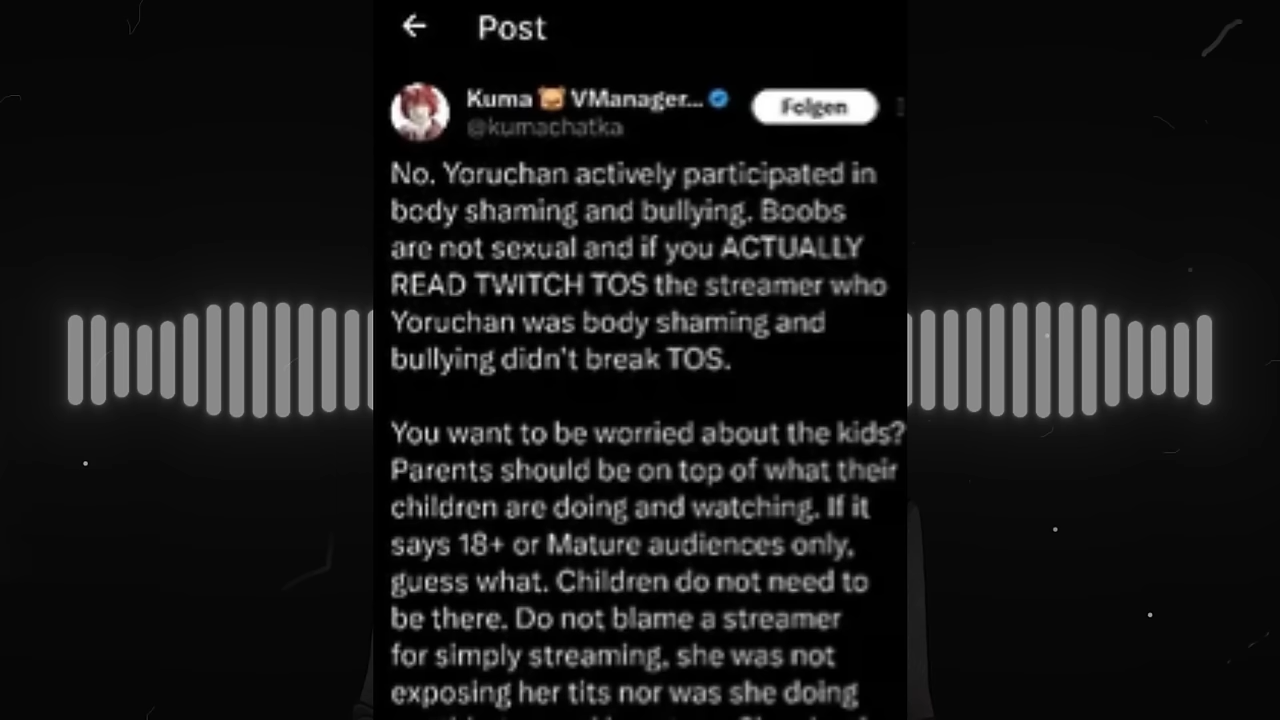 Post
Kuma 🐻 VManager...
Folgen
@kumachatka
No. Yoruchan actively participated in
body shaming and bullying. Boobs
are not sexual and if you ACTUALLY
READ TWITCH TOS the streamer who
Yoruchan was body shaming and
bullying didn't break TOS.
You want to be worried about the kids?
Parents should be on top of what their
children are doing and watching. If it
says 18+ or Mature audiences only,
guess what. Children do not need to
be there. Do not blame a streamer
for simply streaming, she was not
exposing her tits nor was she doing